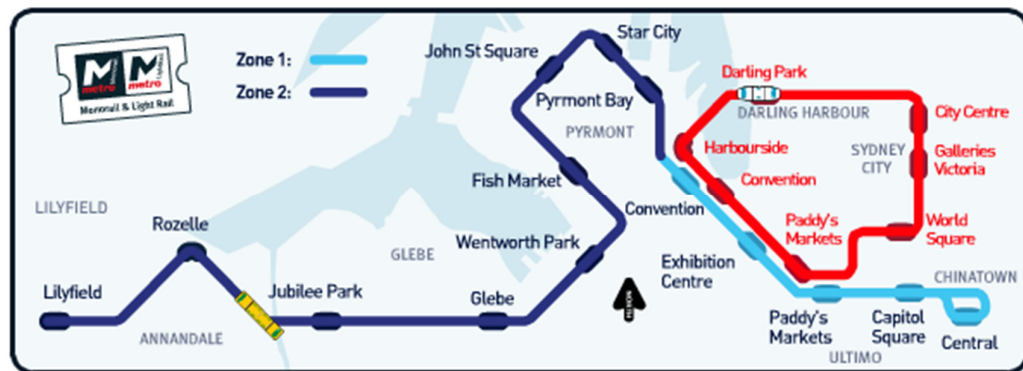 M M
metro metro
Monorail & Light Rail
Zone 1:
Zone 2:
John St Square
Star City
Pyrmont Bay
PYRMONT
Darling Park
DARLING HARBOUR
City Centre
Harbourside
SYDNEY
CITY
Galleries
Victoria
Fish Market
Convention
Convention
LILYFIELD
Rozelle
Wentworth Park
GLEBE
Paddy's
Markets
World
Square
Exhibition
Centre
CHINATOWN
Lilyfield
Jubilee Park
Glebe
NORTH
ANNANDALE
Paddy's
Markets
Capitol
Square
Central
ULTIMO